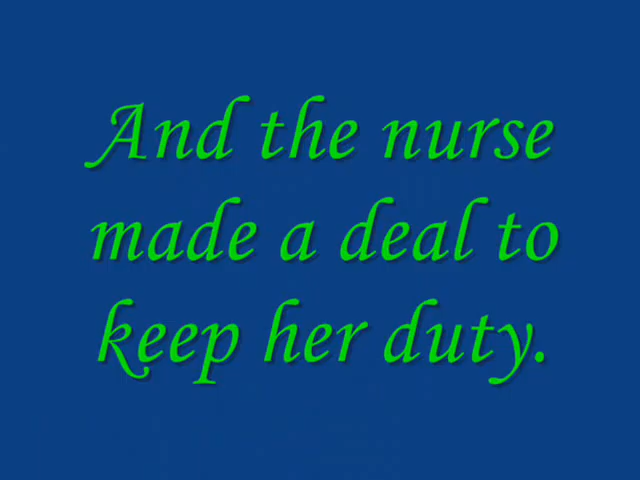 And the nurse
made a deal to
keep her duty.